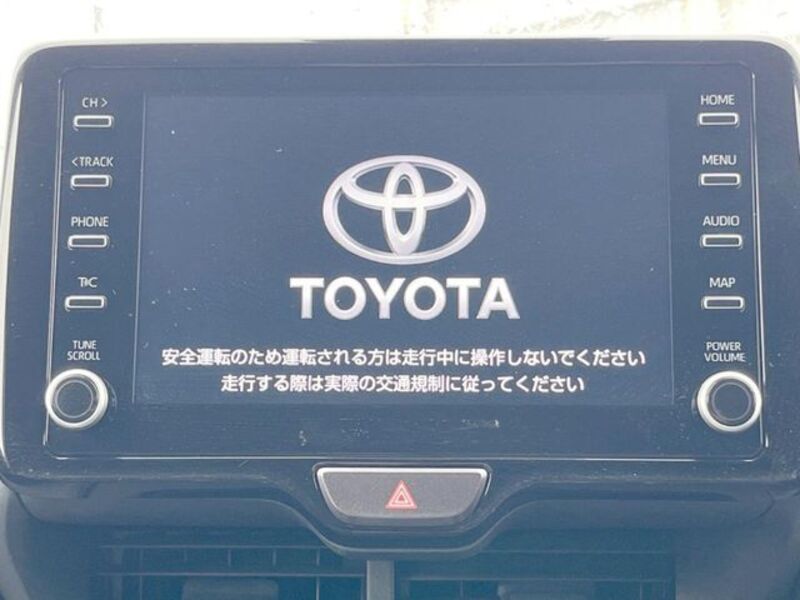 CH >
<TRACK
PHONE
T·C
TUNE
SCROLL
HOME
MENU
AUDIO
MAP
POWER
VOLUME
TOYOTA
安全運転のため運転される方は走行中に操作しないでください
走行する際は実際の交通規制に従ってください